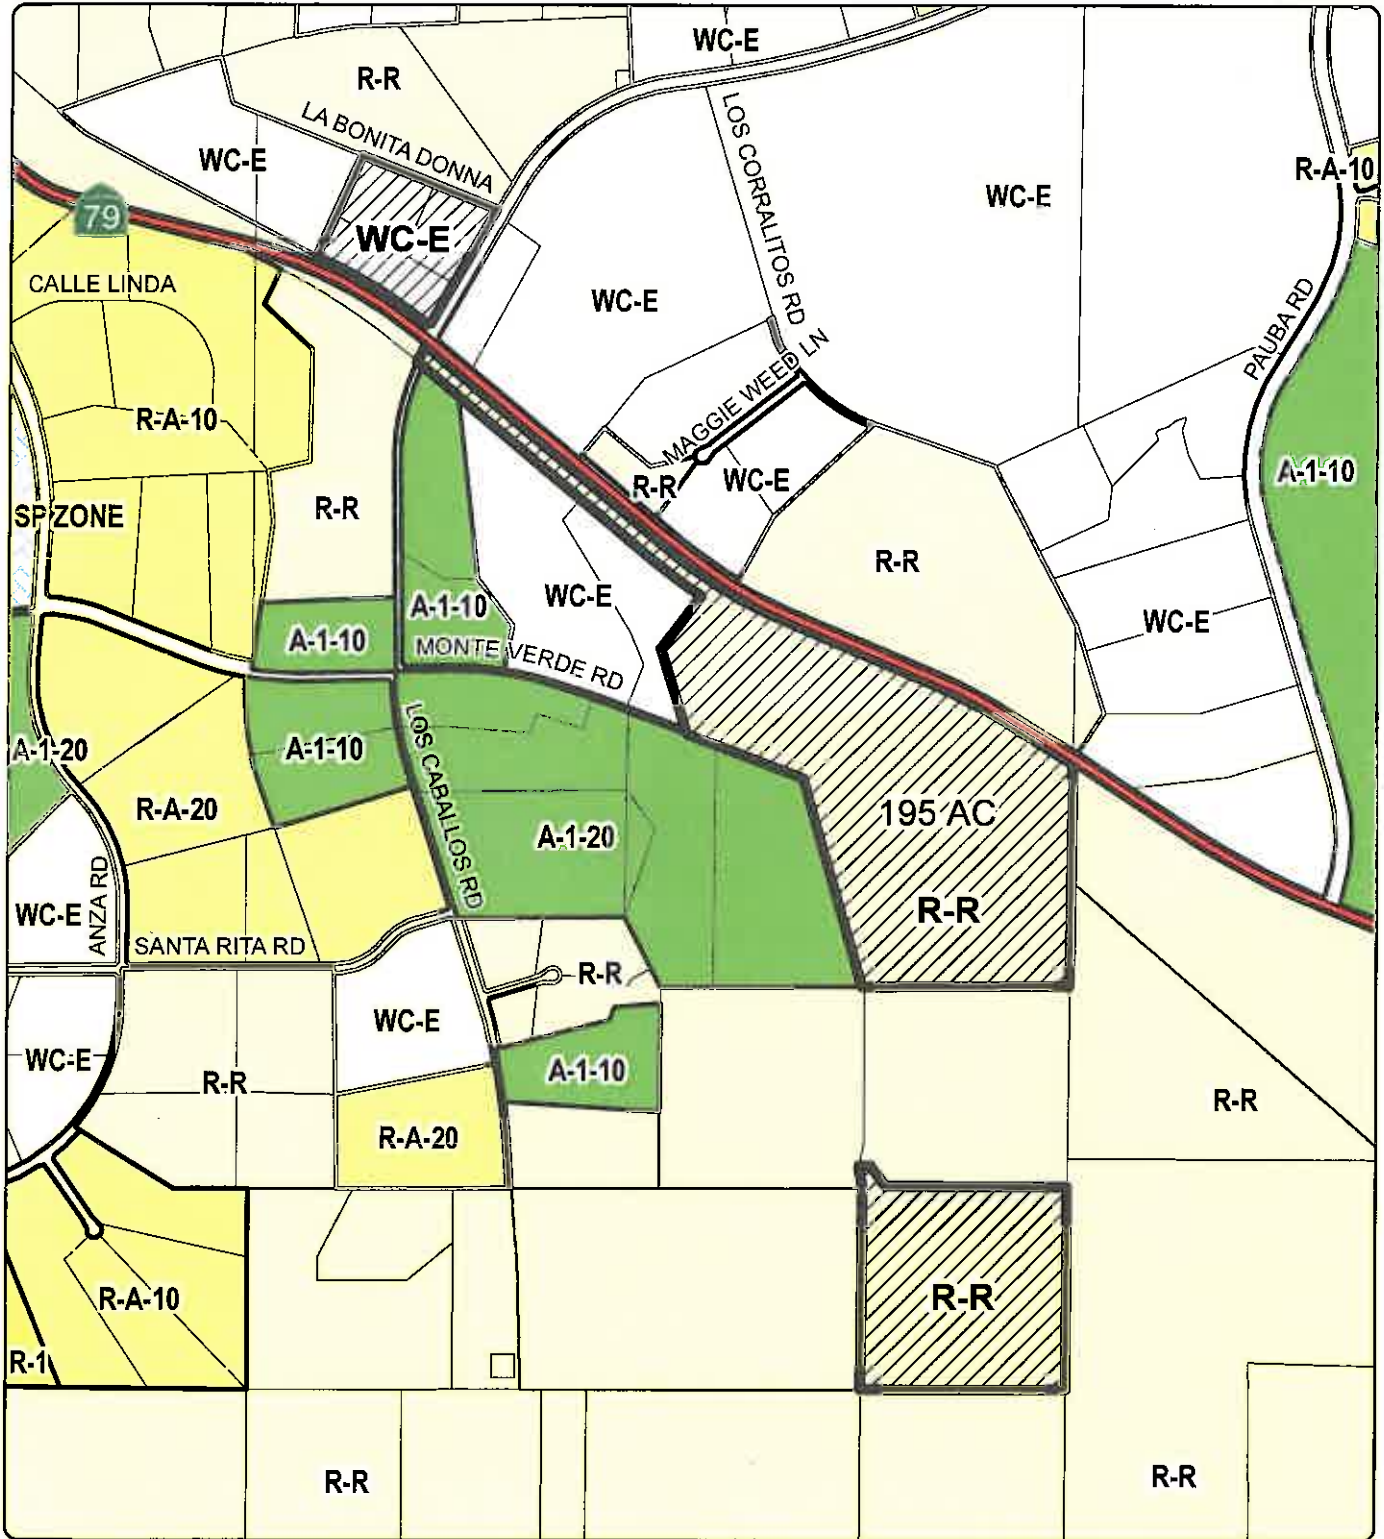 WC-E
R-R
LA BONITA DONNA
LOS CORRALITOS RD
WC-E
R-A-10
WC-E
79
WC-E
CALLE LINDA
WC-E
PAUBA RD
MAGGIE WEED LN
R-A-10
A-1-10
WC-E
R-R
R-R
SP ZONE
R-R
WC-E
A-1-10
WC-E
A-1-10
MONTE VERDE RD
A-1-20
A-1-10
LOS CABALLOS RD
R-A-20
195 AC
A-1-20
WC-E
ANZA RD
R-R
SANTA RITA RD
R-R
WC-E
WC-E
A-1-10
R-R
R-R
R-A-20
R-A-10
R-R
R-1
R-R
R-R